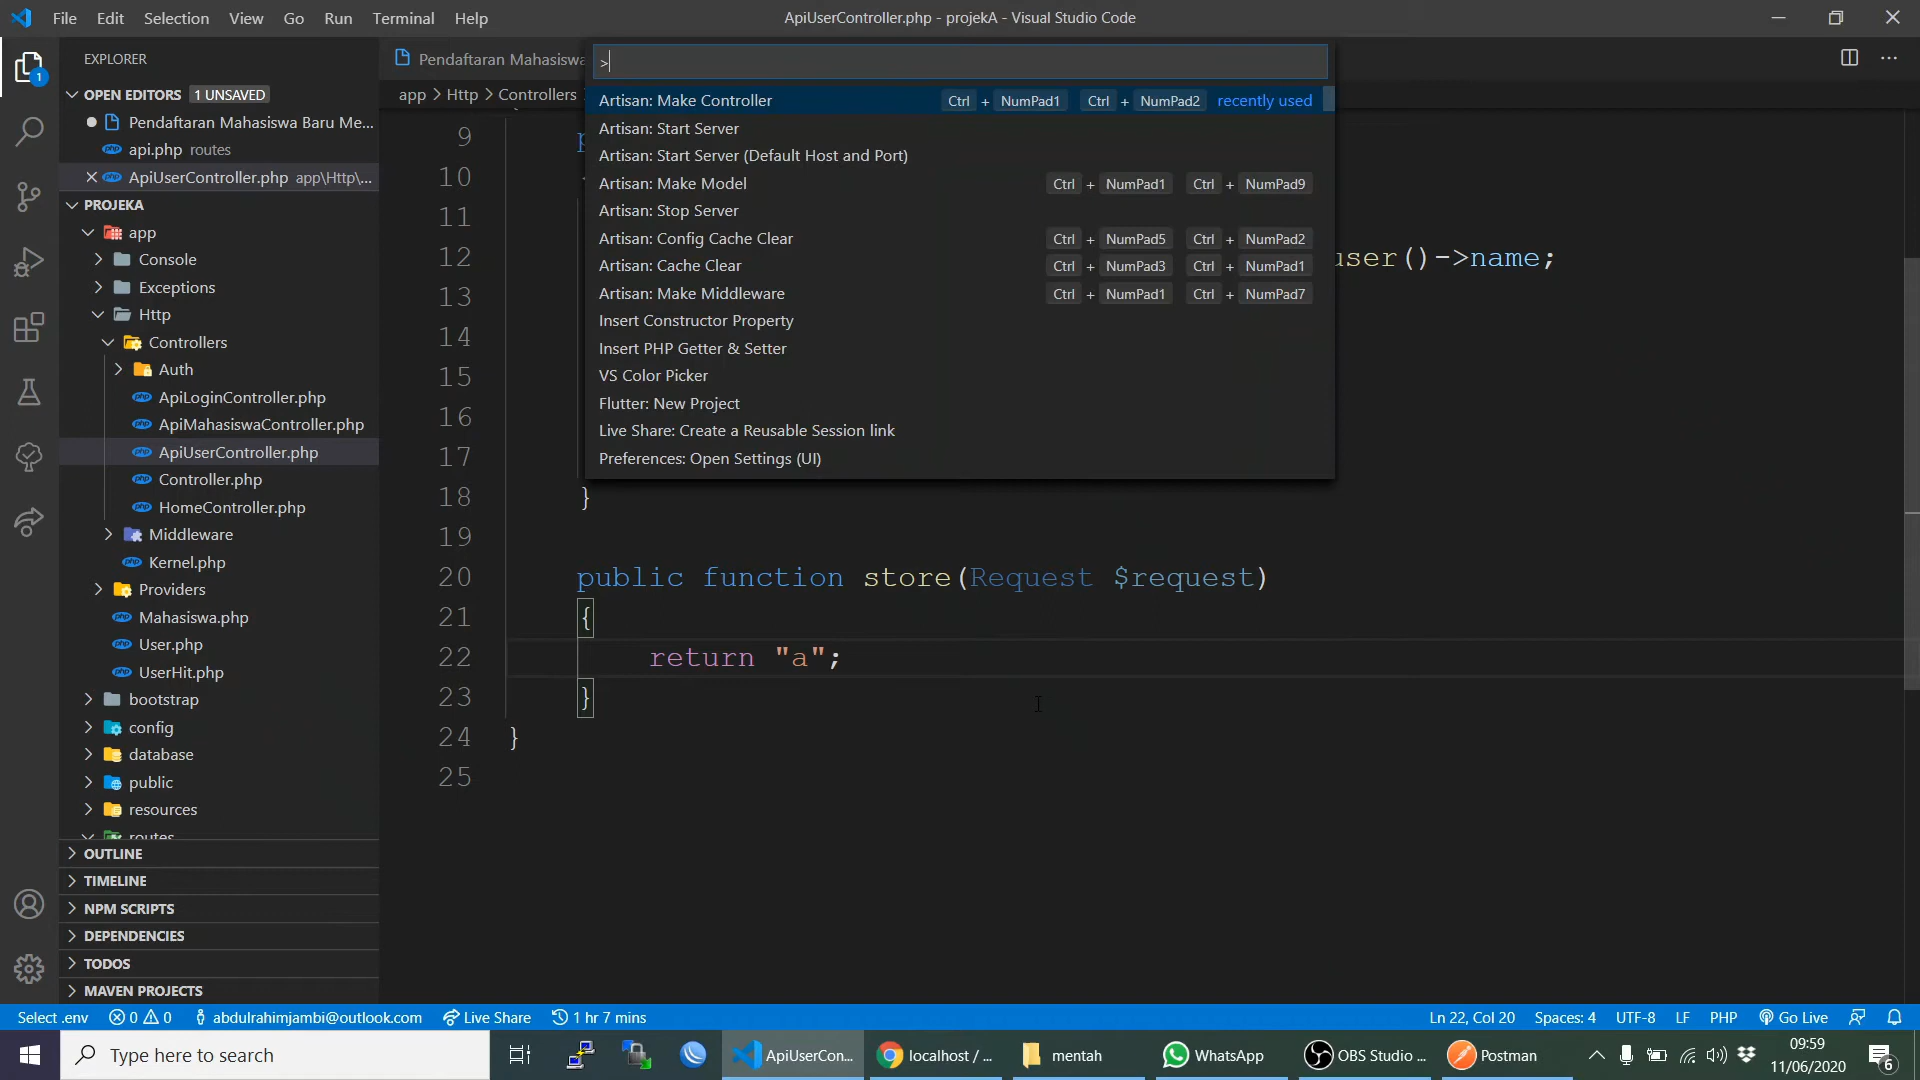 File Edit Selection View Go Run Terminal Help
ApiUserController.php - projekA - Visual Studio Code
EXPLORER
OPEN EDITORS 1 UNSAVED
Pendaftaran Mahasiswa Baru Me...
api.php routes
ApiUserController.php app\Http\...
PROJEKA
app
Console
Exceptions
Http
Controllers
Auth
ApiLoginController.php
ApiMahasiswaController.php
ApiUserController.php
Controller.php
HomeController.php
Middleware
Kernel.php
Providers
Mahasiswa.php
User.php
UserHit.php
bootstrap
config
database
public
resources
routes
OUTLINE
TIMELINE
NPM SCRIPTS
DEPENDENCIES
TODOS
MAVEN PROJECTS
1
Pendaftaran Mahasiswa
app > Http > Controllers
>
Artisan: Make Controller Ctrl + NumPad1 Ctrl + NumPad2 recently used
Artisan: Start Server
Artisan: Start Server (Default Host and Port)
Artisan: Make Model Ctrl + NumPad1 Ctrl + NumPad9
Artisan: Stop Server
Artisan: Config Cache Clear Ctrl + NumPad5 Ctrl + NumPad2
Artisan: Cache Clear Ctrl + NumPad3 Ctrl + NumPad1
Artisan: Make Middleware Ctrl + NumPad1 Ctrl + NumPad7
Insert Constructor Property
Insert PHP Getter & Setter
VS Color Picker
Flutter: New Project
Live Share: Create a Reusable Session link
Preferences: Open Settings (UI)
9
10
11
12 user()->name;
13
14
15
16
17
18 }
19
20 public function store(Request $request)
21 {
22 return "a";
23 }
24 }
25
Select .env 0 0 abdulrahimjambi@outlook.com Live Share 1 hr 7 mins
Ln 22, Col 20 Spaces: 4 UTF-8 LF PHP Go Live
Type here to search
ApiUserCon...
localhost / ...
mentah
WhatsApp
OBS Studio ...
Postman
09:59
11/06/2020
6